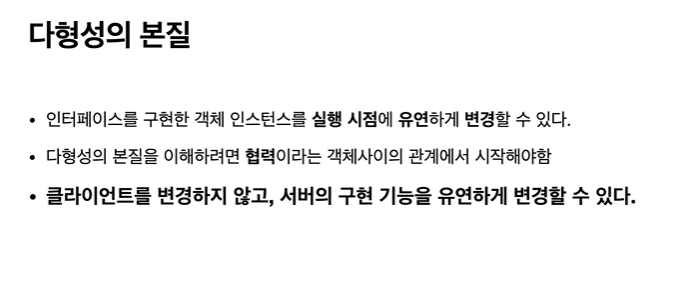 다형성의 본질
• 인터페이스를 구현한 객체 인스턴스를 실행 시점에 유연하게 변경할 수 있다.
• 다형성의 본질을 이해하려면 협력이라는 객체사이의 관계에서 시작해야함
• 클라이언트를 변경하지 않고, 서버의 구현 기능을 유연하게 변경할 수 있다.